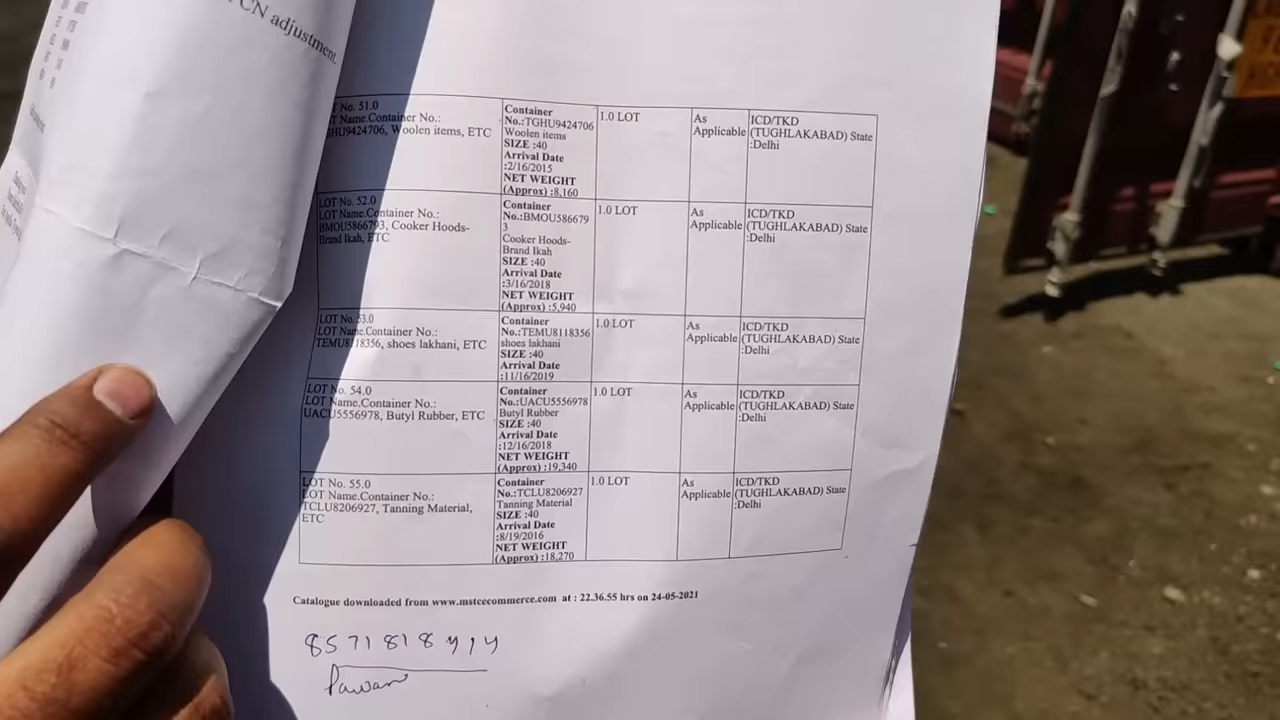 CN adjustment.
No. 51.0
T Name.Container No.:
HU9424706, Woolen items, ETC
Container
No.:TGHU9424706
Woolen items
SIZE :40
Arrival Date
:2/16/2015
NET WEIGHT
(Approx) :8,160
1.0 LOT
As
Applicable
ICD/TKD
(TUGHLAKABAD) State
:Delhi
LOT No. 52.0
LOT Name.Container No.:
BMOU5866793, Cooker Hoods-
Brand Ikah, ETC
Container
No.:BMOU586679
3
Cooker Hoods-
Brand Ikah
SIZE :40
Arrival Date
:3/16/2018
NET WEIGHT
(Approx) :5,940
1.0 LOT
As
Applicable
ICD/TKD
(TUGHLAKABAD) State
:Delhi
LOT No. 53.0
LOT Name.Container No.:
TEMU8118356, shoes lakhani, ETC
Container
No.:TEMU8118356
shoes lakhani
SIZE :40
Arrival Date
:11/16/2019
1.0 LOT
As
Applicable
ICD/TKD
(TUGHLAKABAD) State
:Delhi
LOT No. 54.0
LOT Name.Container No.:
UACU5556978, Butyl Rubber, ETC
Container
No.:UACU5556978
Butyl Rubber
SIZE :40
Arrival Date
:12/16/2018
NET WEIGHT
(Approx) :19,340
1.0 LOT
As
Applicable
ICD/TKD
(TUGHLAKABAD) State
:Delhi
LOT No. 55.0
LOT Name.Container No.:
TCLU8206927, Tanning Material,
ETC
Container
No.:TCLU8206927
Tanning Material
SIZE :40
Arrival Date
:8/19/2016
NET WEIGHT
(Approx) :18,270
1.0 LOT
As
Applicable
ICD/TKD
(TUGHLAKABAD) State
:Delhi
Catalogue downloaded from www.mstcecommerce.com at : 22.36.55 hrs on 24-05-2021
8571818414
Pawan